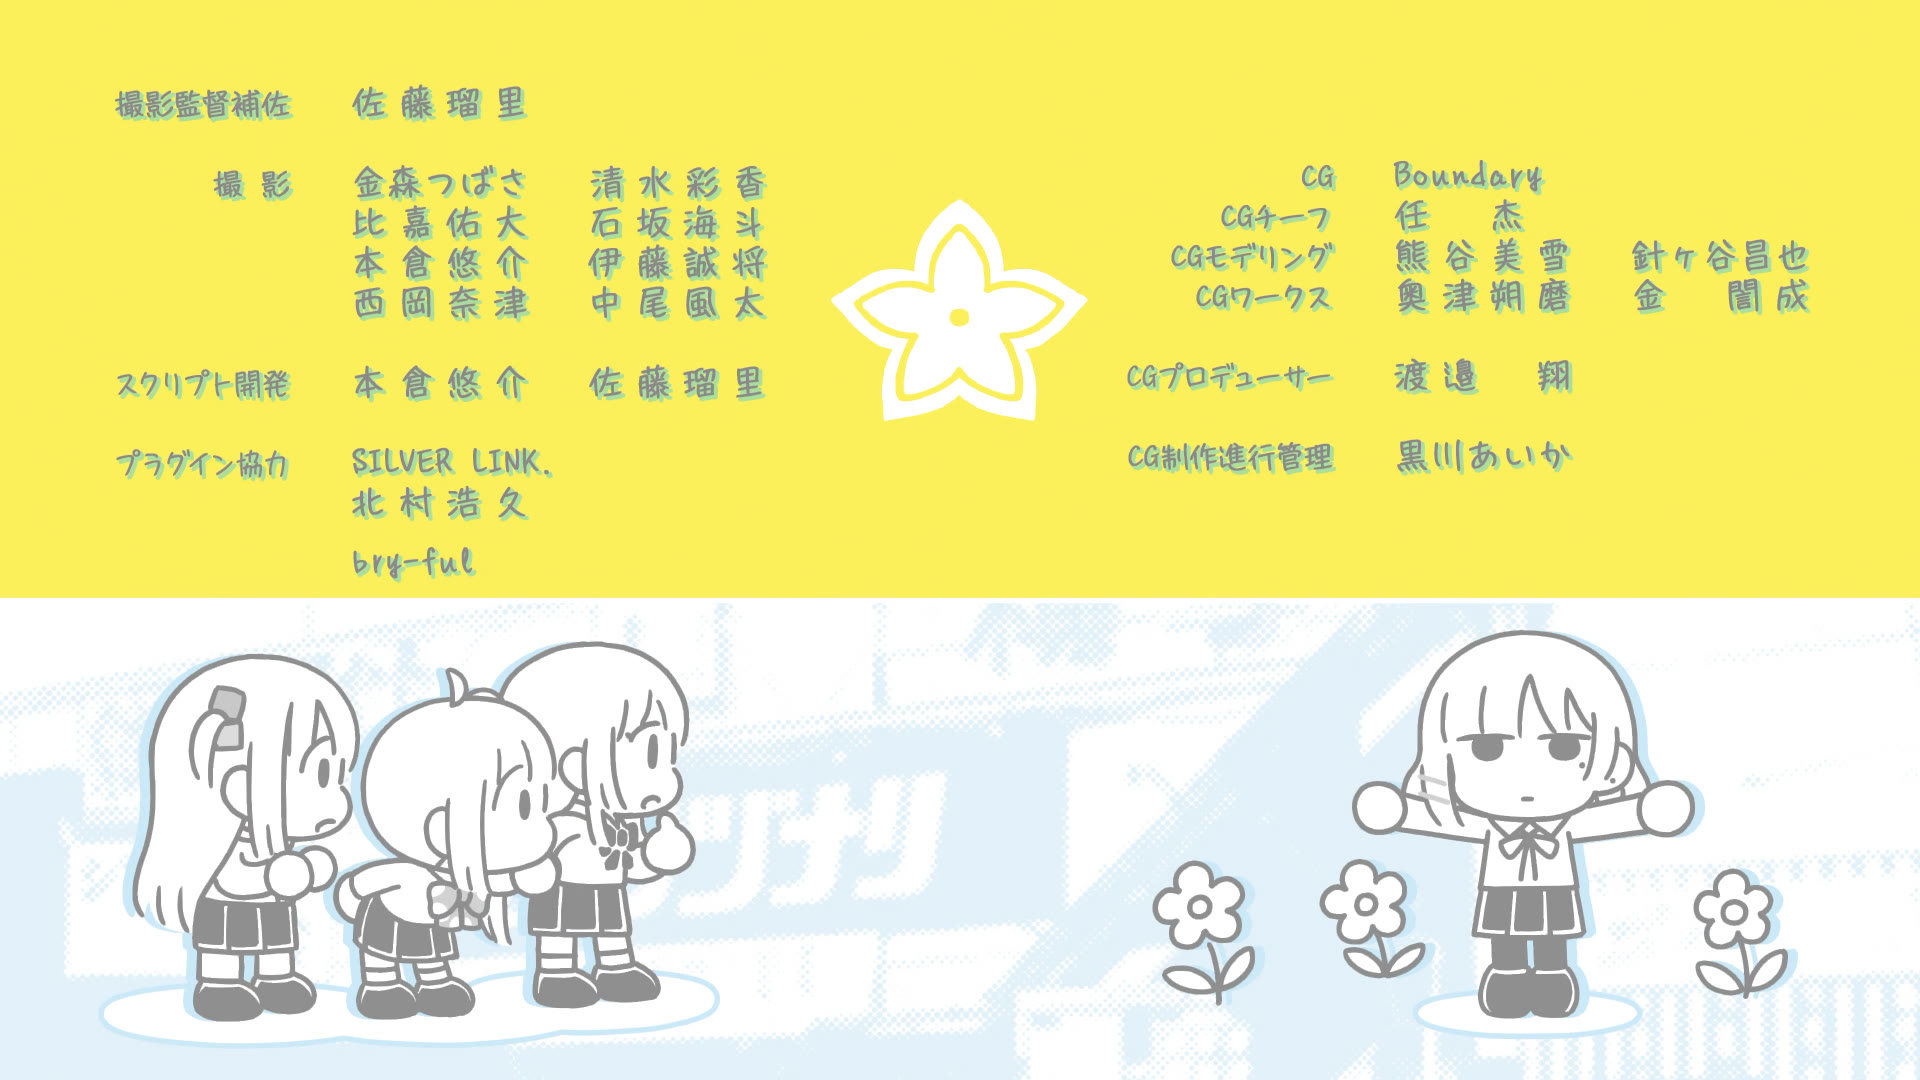 撮影監督補佐 佐藤瑠里
撮影 金森つばさ 清水彩香
比嘉佑大 石坂海斗
本倉悠介 伊藤誠将
西岡奈津 中尾風太
スクリプト開発 本倉悠介 佐藤瑠里
プラグイン協力 SILVER LINK.
北村浩久
bry-ful
CG Boundary
CGチーフ 任杰
CGモデリング 熊谷美雪 針ヶ谷昌也
CGワークス 奥津朔磨 金誾成
CGプロデューサー 渡邉翔
CG制作進行管理 黒川あいか